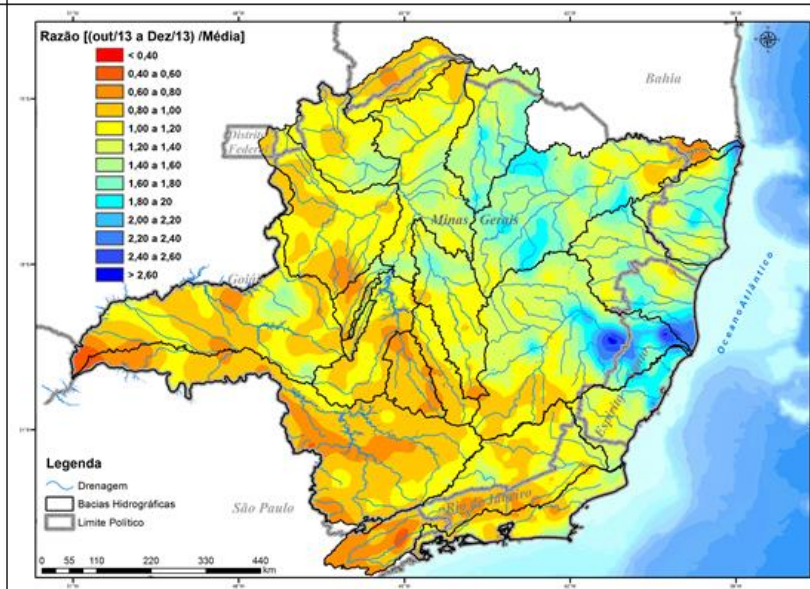 Razão [(out/13 a Dez/13) /Média]
< 0,40
0,40 a 0,60
0,60 a 0,80
0,80 a 1,00
1,00 a 1,20
1,20 a 1,40
1,40 a 1,60
1,60 a 1,80
1,80 a 20
2,00 a 2,20
2,20 a 2,40
2,40 a 2,60
> 2,60
Bahia
Distrito
Federal
Minas Gerais
Goiás
Oceano Atlântico
Espírito Santo
Rio de Janeiro
São Paulo
Legenda
Drenagem
Bacias Hidrográficas
Limite Político
0 55 110 220 330 440
km